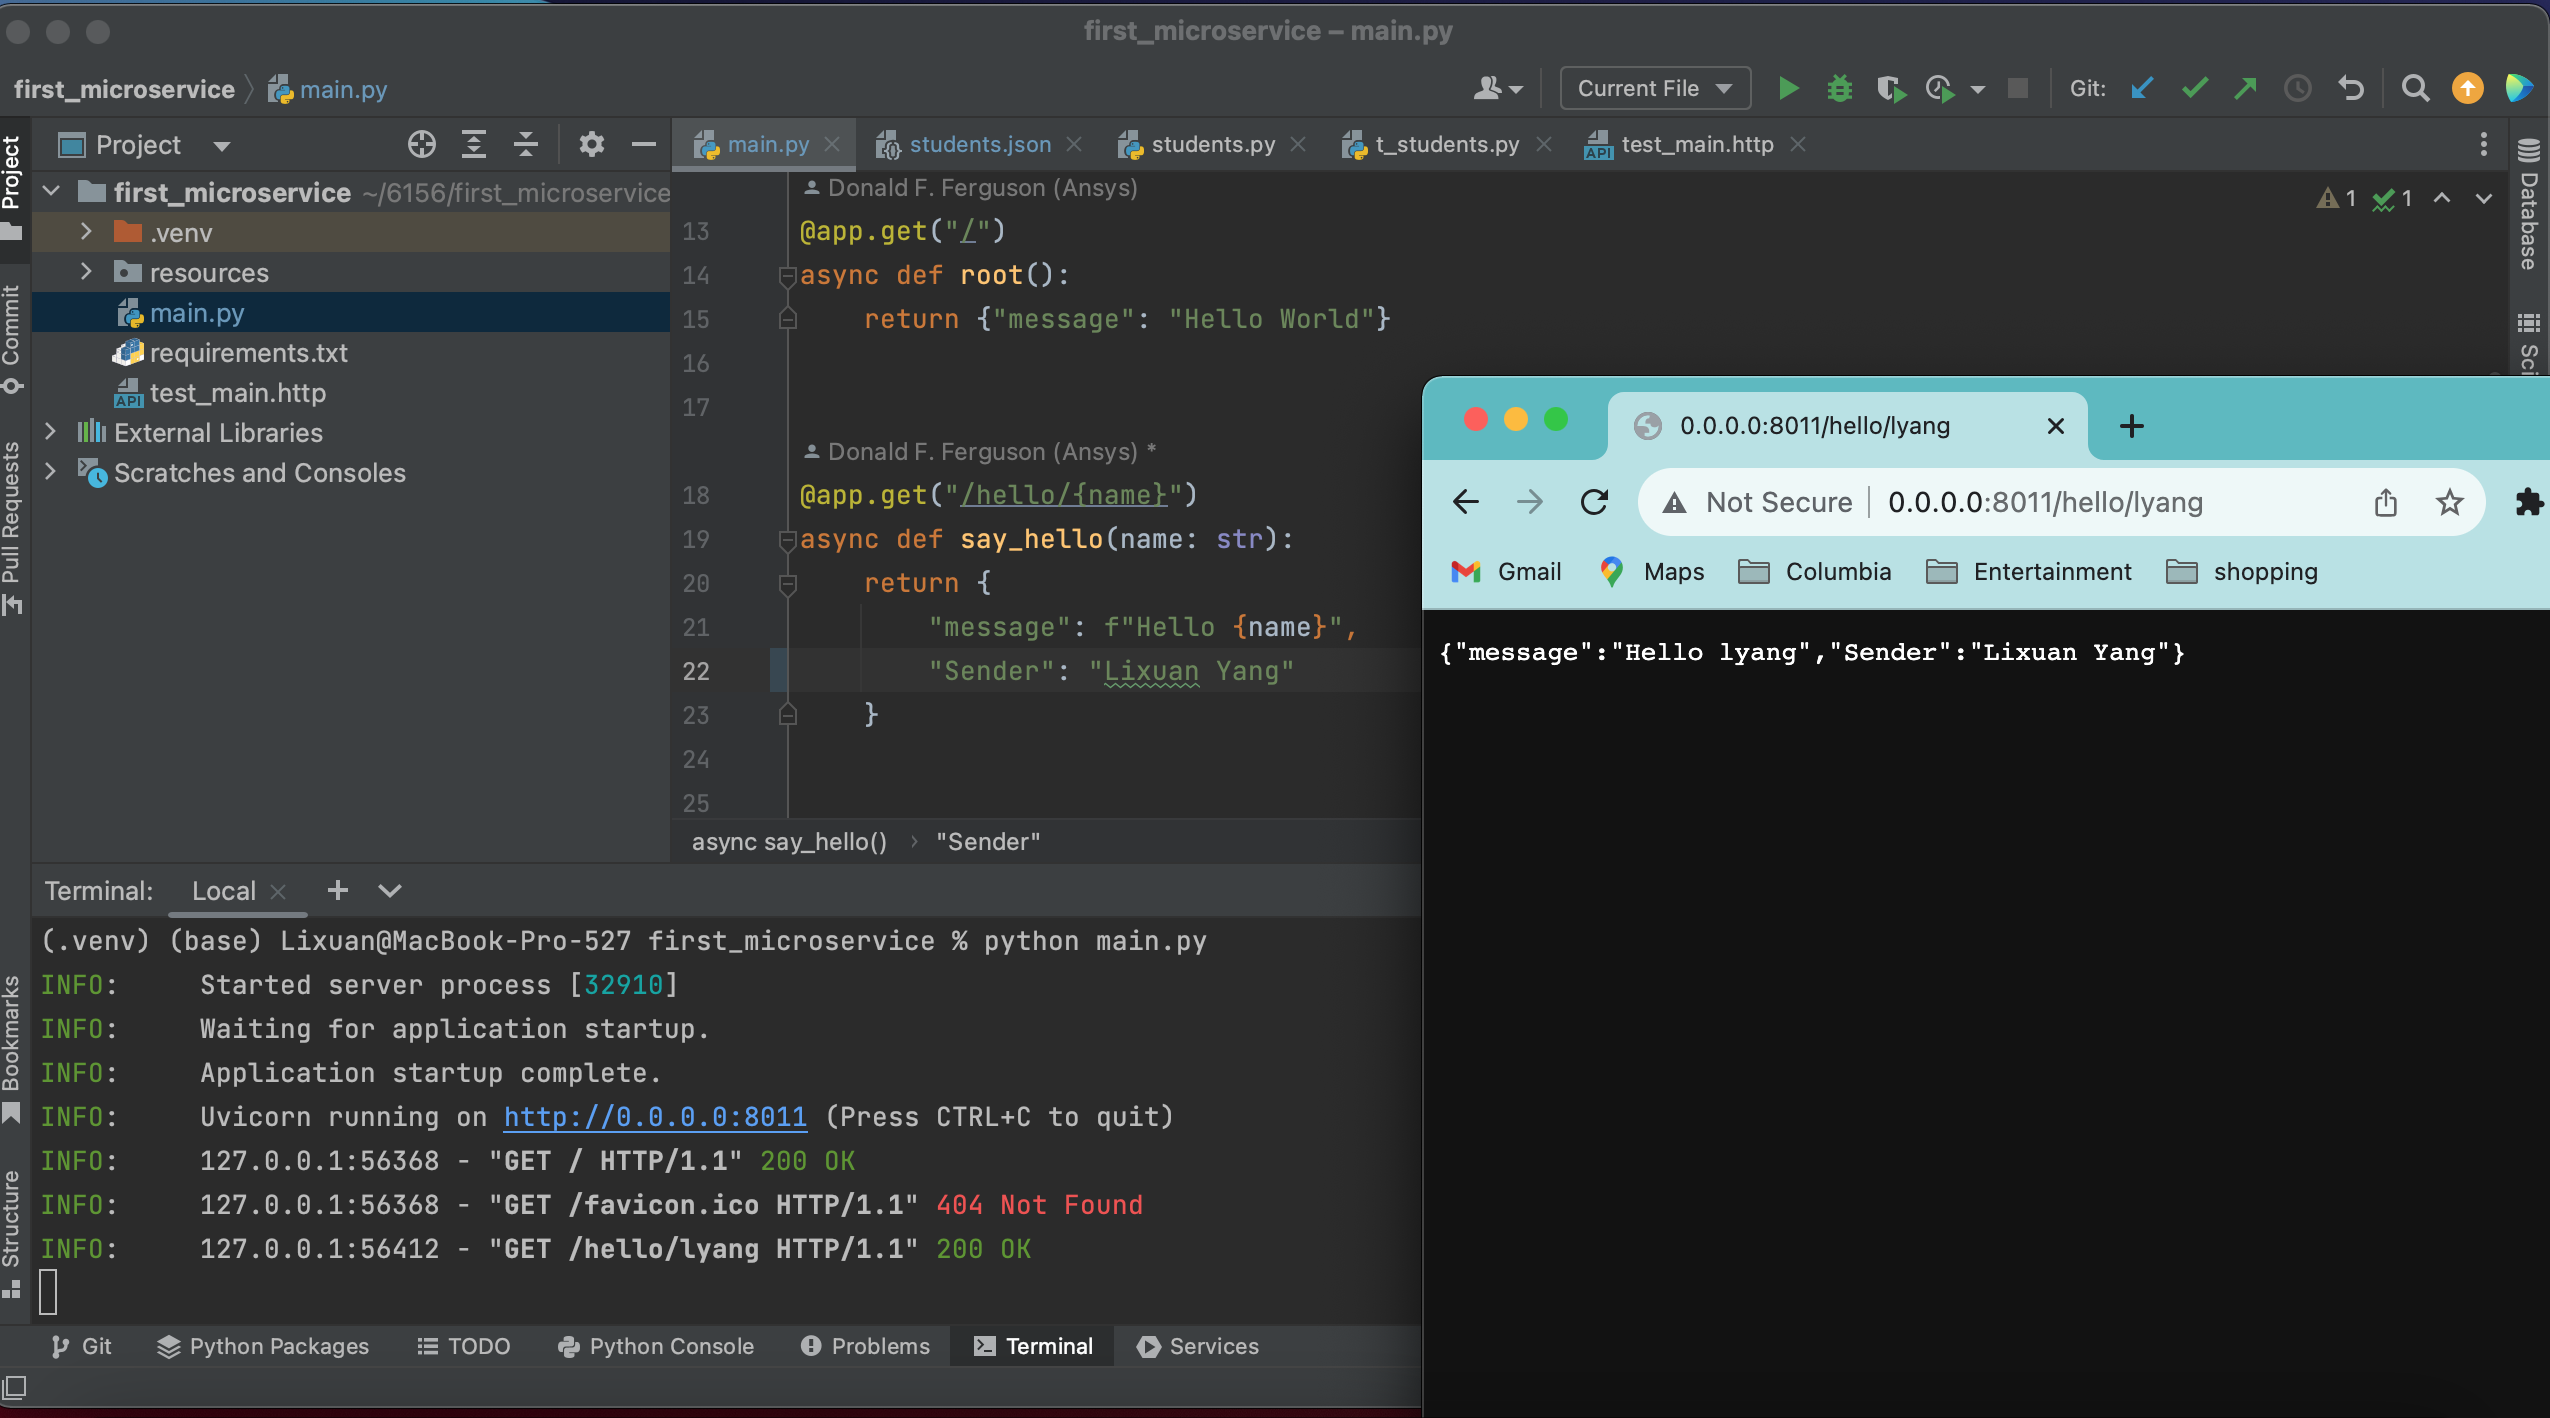 first_microservice – main.py
first_microservice main.py
Current File Git:
Project
main.py students.json students.py t_students.py test_main.http
Project
Commit
Pull Requests
Bookmarks
Structure
first_microservice ~/6156/first_microservice
.venv
resources
main.py
requirements.txt
API test_main.http
External Libraries
Scratches and Consoles
Donald F. Ferguson (Ansys)
1 1
13 @app.get("/")
14 async def root():
15 return {"message": "Hello World"}
16
17
Donald F. Ferguson (Ansys) *
18 @app.get("/hello/{name}")
19 async def say_hello(name: str):
20 return {
21 "message": f"Hello {name}",
22 "Sender": "Lixuan Yang"
23 }
24
25
async say_hello() › "Sender"
Database
Sci
0.0.0.0:8011/hello/lyang
Not Secure 0.0.0.0:8011/hello/lyang
Gmail Maps Columbia Entertainment shopping
{"message":"Hello lyang","Sender":"Lixuan Yang"}
Terminal: Local
(.venv) (base) Lixuan@MacBook-Pro-527 first_microservice % python main.py
INFO: Started server process [32910]
INFO: Waiting for application startup.
INFO: Application startup complete.
INFO: Uvicorn running on http://0.0.0.0:8011 (Press CTRL+C to quit)
INFO: 127.0.0.1:56368 - "GET / HTTP/1.1" 200 OK
INFO: 127.0.0.1:56368 - "GET /favicon.ico HTTP/1.1" 404 Not Found
INFO: 127.0.0.1:56412 - "GET /hello/lyang HTTP/1.1" 200 OK
Git Python Packages TODO Python Console Problems Terminal Services